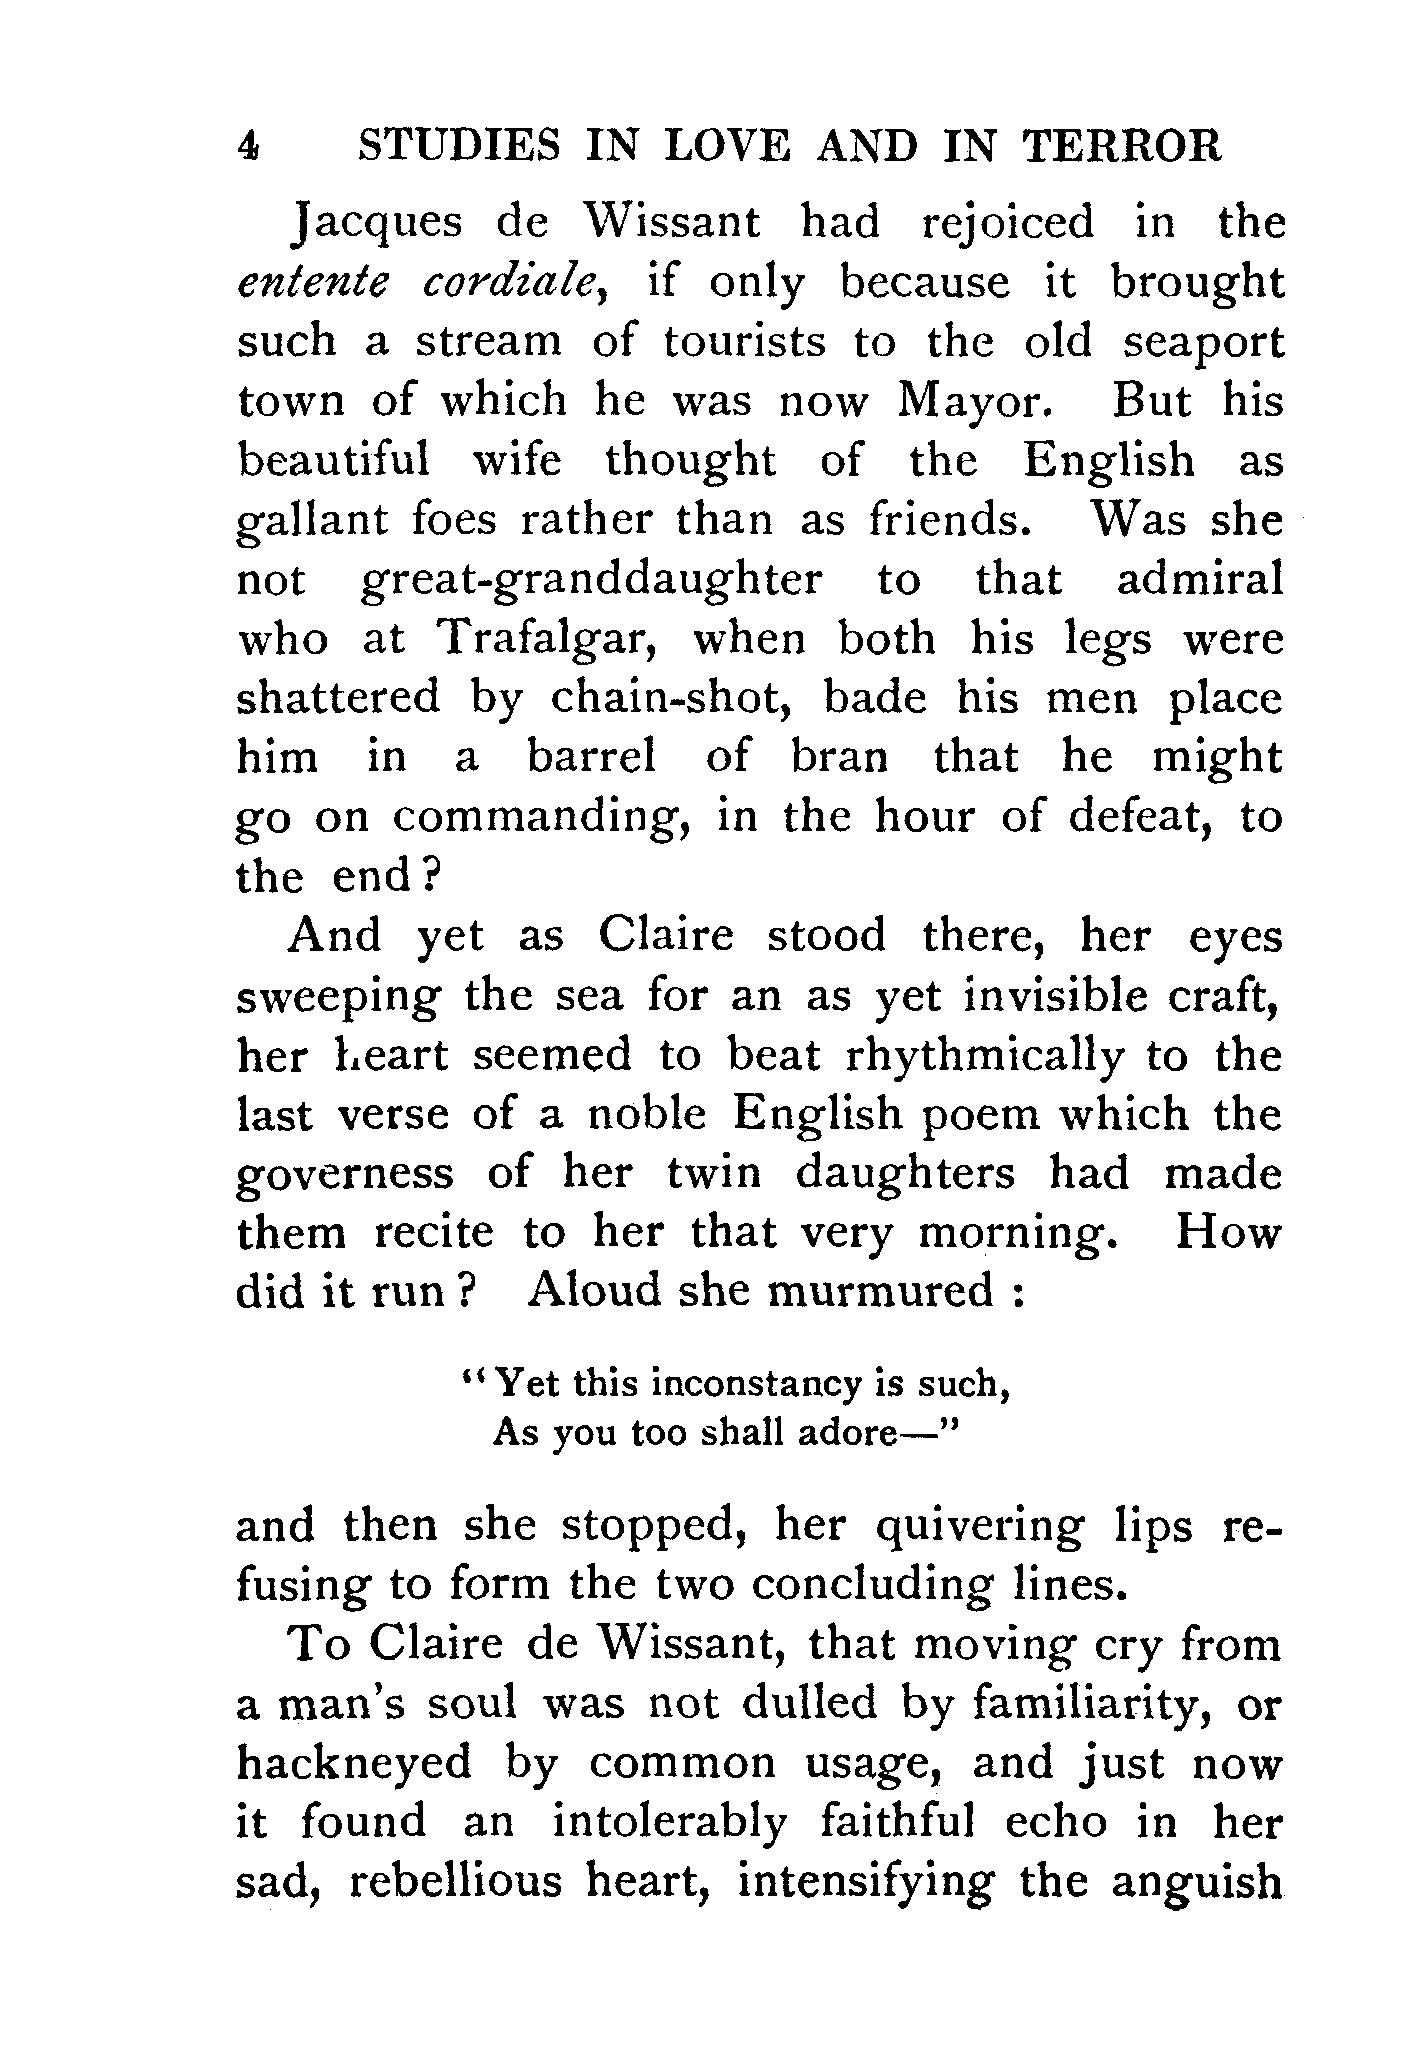 4 STUDIES IN LOVE AND IN TERROR
Jacques de Wissant had rejoiced in the
entente cordiale, if only because it brought
such a stream of tourists to the old seaport
town of which he was now Mayor. But his
beautiful wife thought of the English as
gallant foes rather than as friends. Was she
not great-granddaughter to that admiral
who at Trafalgar, when both his legs were
shattered by chain-shot, bade his men place
him in a barrel of bran that he might
go on commanding, in the hour of defeat, to
the end?
And yet as Claire stood there, her eyes
sweeping the sea for an as yet invisible craft,
her heart seemed to beat rhythmically to the
last verse of a noble English poem which the
governess of her twin daughters had made
them recite to her that very morning. How
did it run? Aloud she murmured:
"Yet this inconstancy is such,
As you too shall adore—"
and then she stopped, her quivering lips re-
fusing to form the two concluding lines.
To Claire de Wissant, that moving cry from
a man's soul was not dulled by familiarity, or
hackneyed by common usage, and just now
it found an intolerably faithful echo in her
sad, rebellious heart, intensifying the anguish